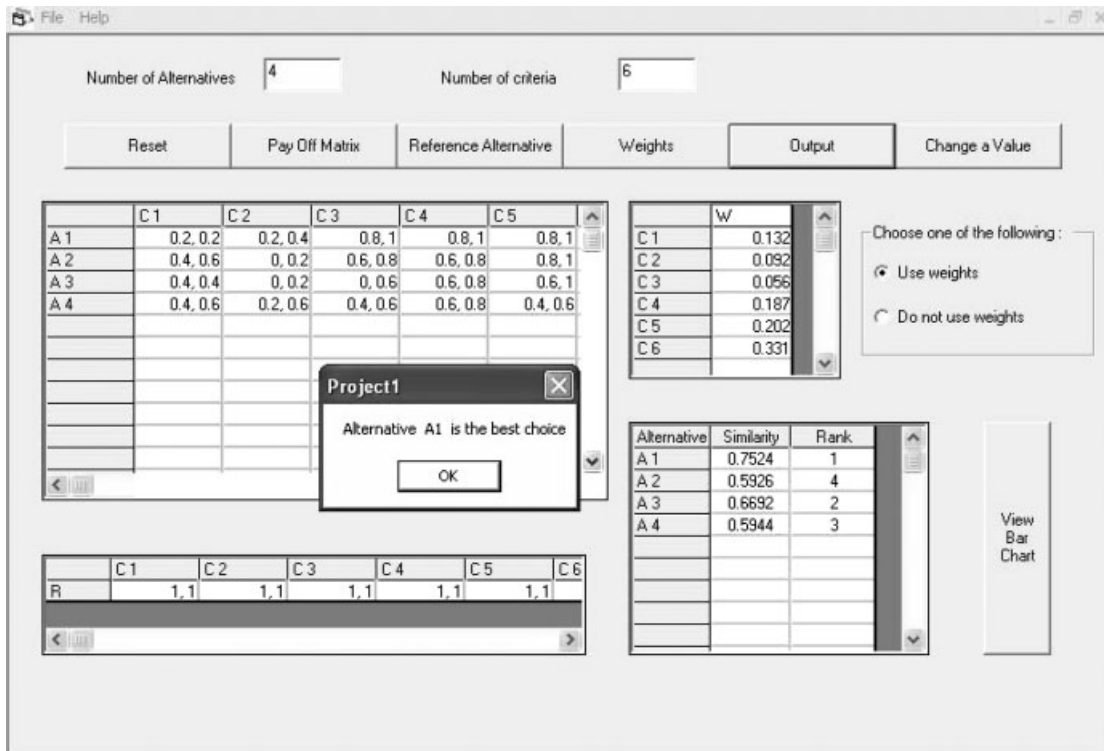 File Help
Number of Alternatives 4 Number of criteria 6
Reset Pay Off Matrix Reference Alternative Weights Output Change a Value
C 1 C 2 C 3 C 4 C 5
A 1 0.2, 0.2 0.2, 0.4 0.8, 1 0.8, 1 0.8, 1
A 2 0.4, 0.6 0, 0.2 0.6, 0.8 0.6, 0.8 0.8, 1
A 3 0.4, 0.4 0, 0.2 0, 0.6 0.6, 0.8 0.6, 1
A 4 0.4, 0.6 0.2, 0.6 0.4, 0.6 0.6, 0.8 0.4, 0.6
W
C 1 0.132
C 2 0.092
C 3 0.056
C 4 0.187
C 5 0.202
C 6 0.331
Choose one of the following :
Use weights
Do not use weights
Project1
Alternative A1 is the best choice
OK
Alternative Similarity Rank
A 1 0.7524 1
A 2 0.5926 4
A 3 0.6692 2
A 4 0.5944 3
View
Bar
Chart
C 1 C 2 C 3 C 4 C 5 C 6
R 1, 1 1, 1 1, 1 1, 1 1, 1